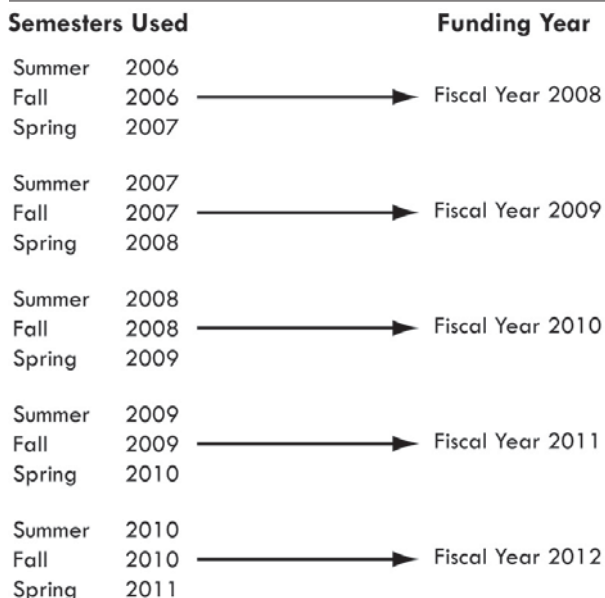 Semesters Used Funding Year
Summer 2006
Fall 2006 Fiscal Year 2008
Spring 2007
Summer 2007
Fall 2007 Fiscal Year 2009
Spring 2008
Summer 2008
Fall 2008 Fiscal Year 2010
Spring 2009
Summer 2009
Fall 2009 Fiscal Year 2011
Spring 2010
Summer 2010
Fall 2010 Fiscal Year 2012
Spring 2011